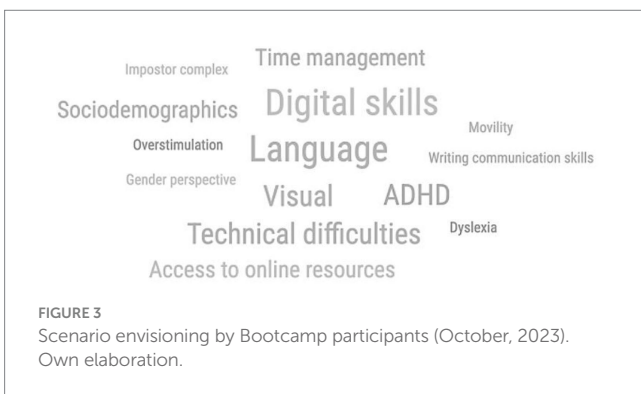 Time management
Impostor complex
Digital skills
Sociodemographics
Movility
Overstimulation
Language
Writing communication skills
Gender perspective
Visual
ADHD
Dyslexia
Technical difficulties
Access to online resources
FIGURE 3
Scenario envisioning by Bootcamp participants (October, 2023).
Own elaboration.